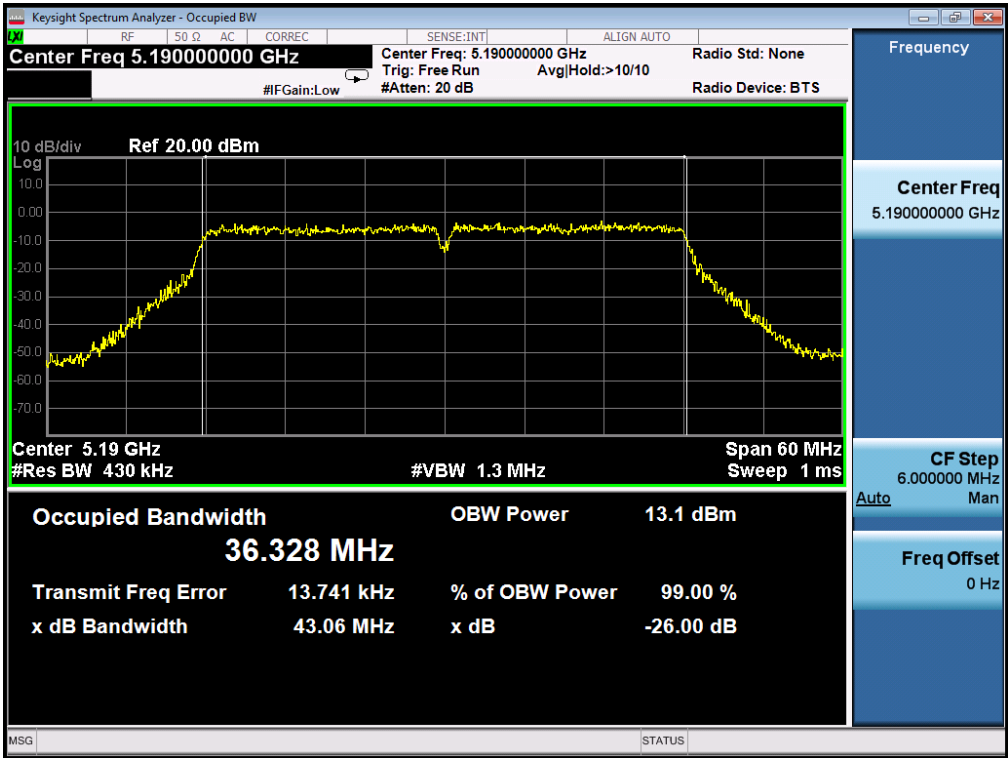 Keysight Spectrum Analyzer - Occupied BW
LXI RF 50 Ω AC CORREC SENSE:INT ALIGN AUTO
Center Freq 5.190000000 GHz
#IFGain:Low
Center Freq: 5.190000000 GHz
Trig: Free Run Avg|Hold:>10/10
#Atten: 20 dB
Radio Std: None
Radio Device: BTS
10 dB/div Ref 20.00 dBm
Log
10.0
0.00
-10.0
-20.0
-30.0
-40.0
-50.0
-60.0
-70.0
Center 5.19 GHz Span 60 MHz
#Res BW 430 kHz #VBW 1.3 MHz Sweep 1 ms
Occupied Bandwidth OBW Power 13.1 dBm
36.328 MHz
Transmit Freq Error 13.741 kHz % of OBW Power 99.00 %
x dB Bandwidth 43.06 MHz x dB -26.00 dB
Frequency
Center Freq
5.190000000 GHz
CF Step
6.000000 MHz
Auto Man
Freq Offset
0 Hz
MSG STATUS